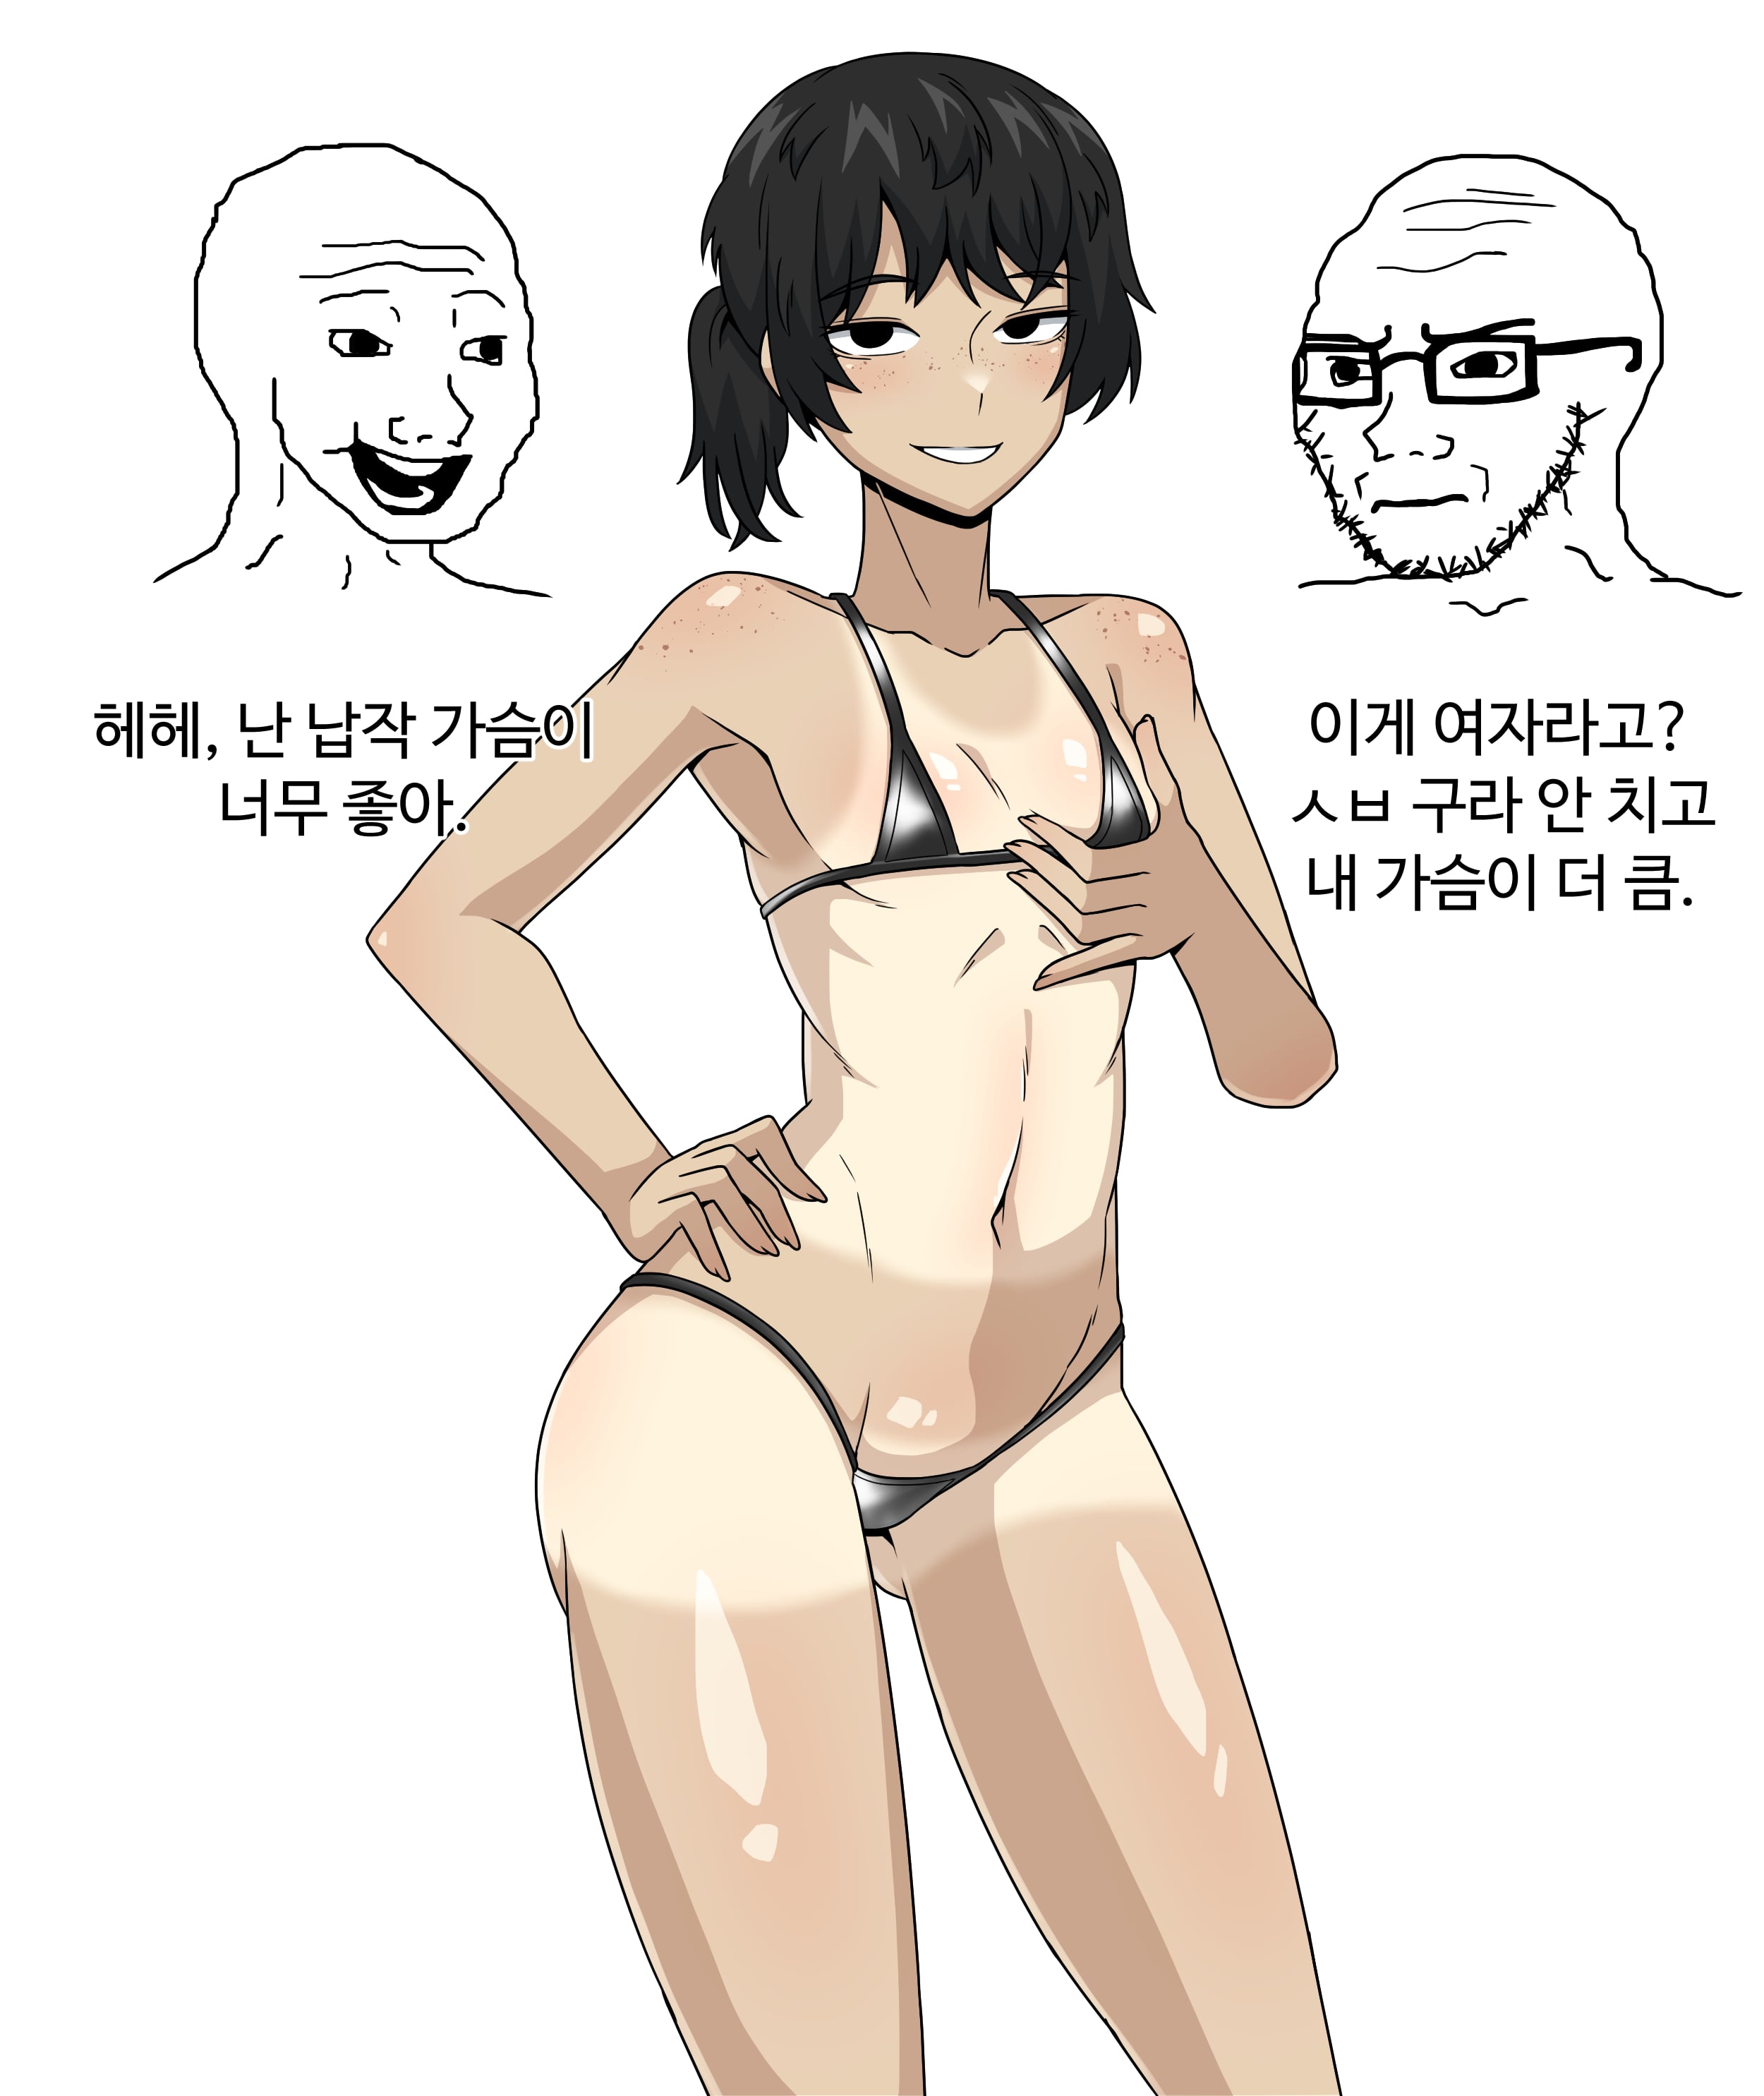 헤헤, 난 납작 가슴이
너무 좋아.
이게 여자라고?
ㅅㅂ 구라 안 치고
내 가슴이 더 큼.